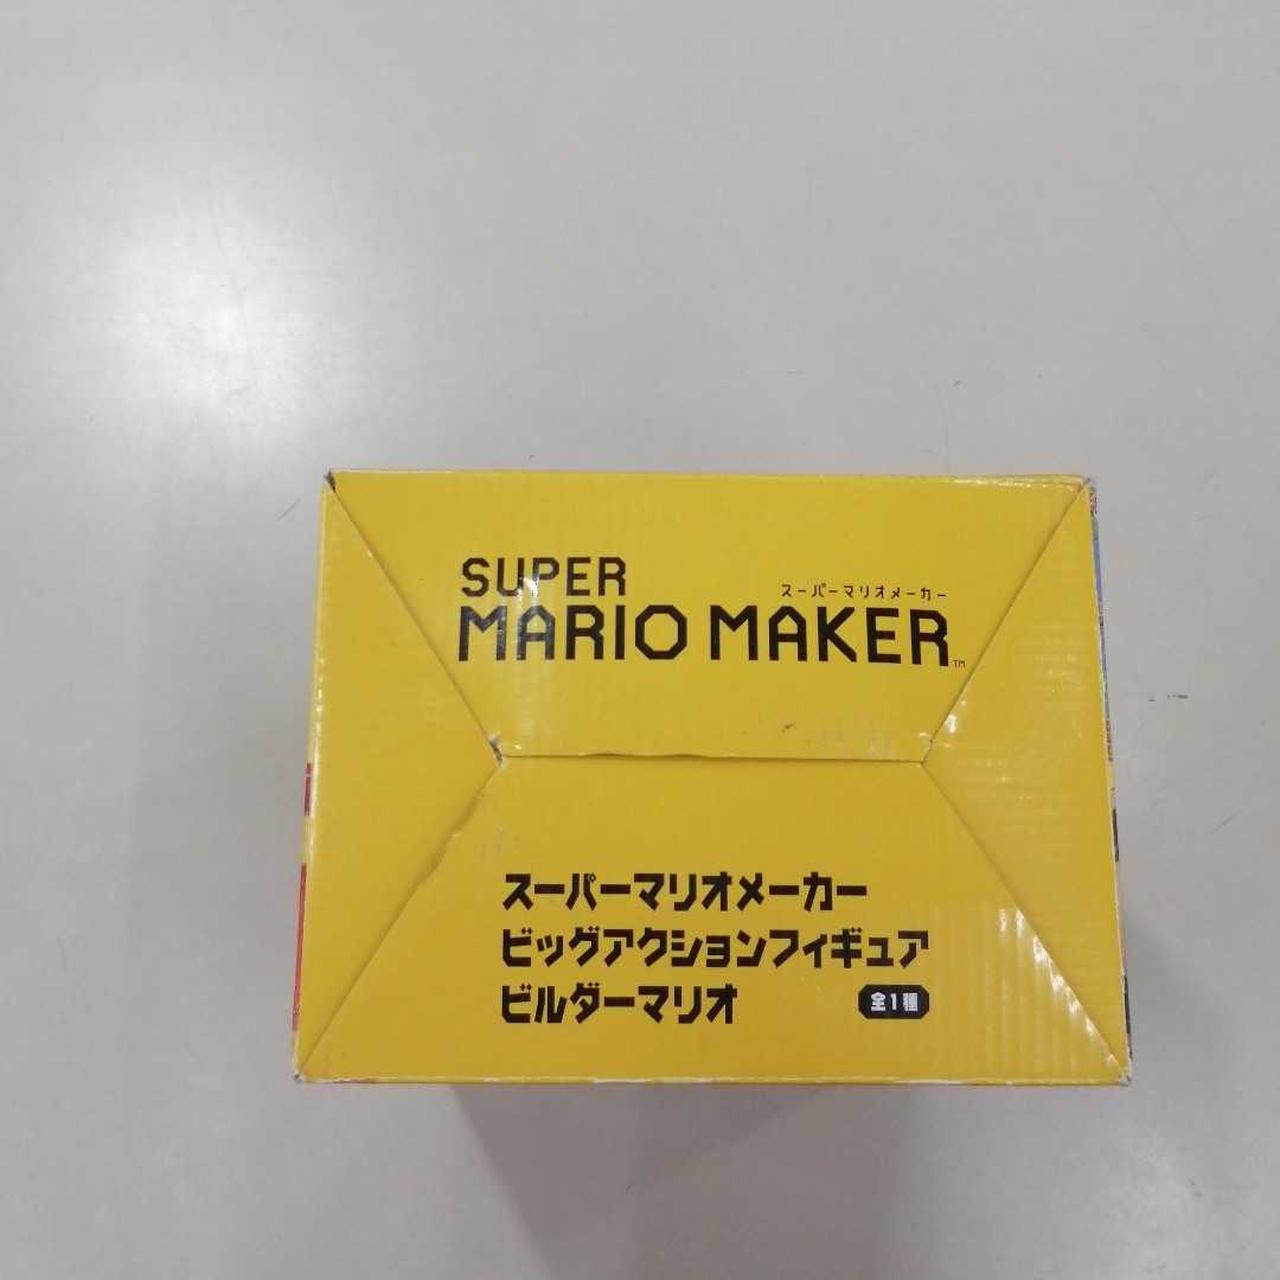 SUPER
スーパーマリオメーカー
MARIO MAKER™
スーパーマリオメーカー
ビッグアクションフィギュア
ビルダーマリオ
全1種